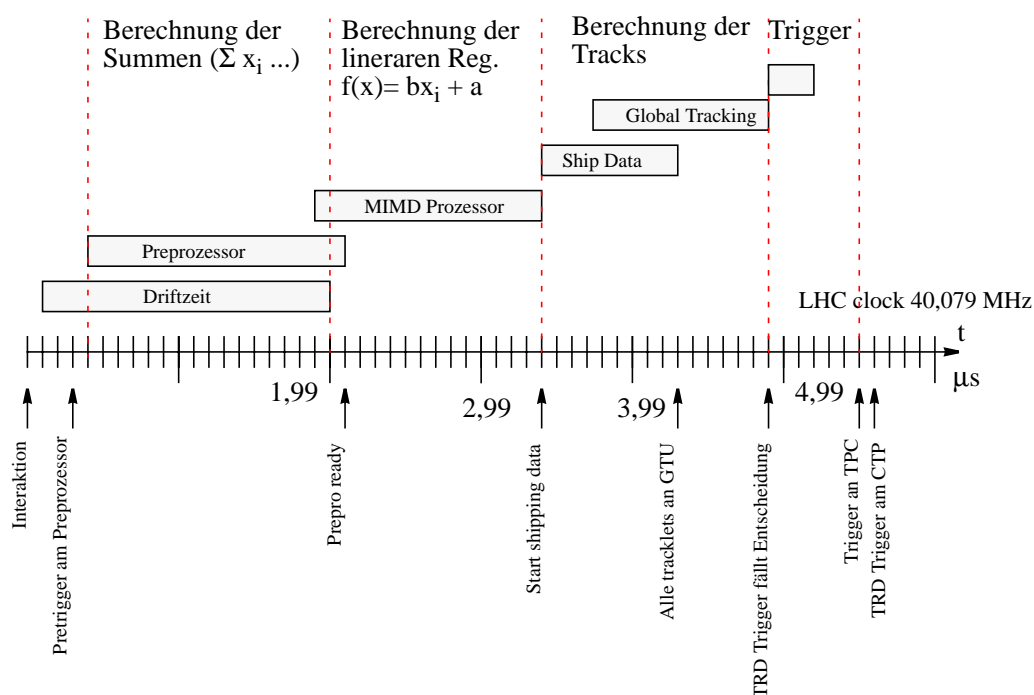 Berechnung der
Summen (Σ xi ...)
Berechnung der
lineraren Reg.
f(x)= bxi + a
Berechnung der
Tracks
Trigger
Global Tracking
Ship Data
MIMD Prozessor
Preprozessor
Driftzeit
LHC clock 40,079 MHz
t
µs
1,99
2,99
3,99
4,99
Interaktion
Pretrigger am Preprozessor
Prepro ready
Start shipping data
Alle tracklets an GTU
TRD Trigger fällt Entscheidung
Trigger an TPC
TRD Trigger am CTP